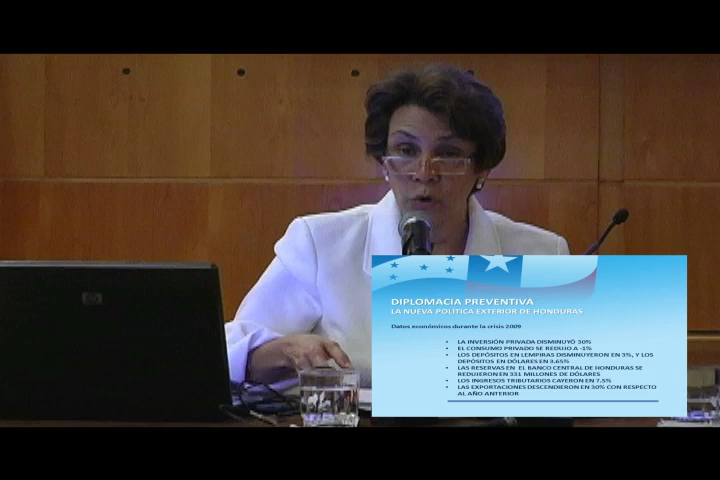 DIPLOMACIA PREVENTIVA
LA NUEVA POLÍTICA EXTERIOR DE HONDURAS
Datos económicos durante la crisis 2009
• LA INVERSIÓN PRIVADA DISMINUYÓ 50%
• EL CONSUMO PRIVADO SE REDUJO A -1%
• LOS DEPÓSITOS EN LEMPIRAS DISMINUYERON EN 3%, Y LOS
DEPÓSITOS EN DÓLARES EN 3.65%
• LAS RESERVAS EN EL BANCO CENTRAL DE HONDURAS SE
REDUJERON EN 331 MILLONES DE DÓLARES
• LOS INGRESOS TRIBUTARIOS CAYERON EN 7.5%
• LAS EXPORTACIONES DESCENDIERON EN 30% CON RESPECTO
AL AÑO ANTERIOR
hp